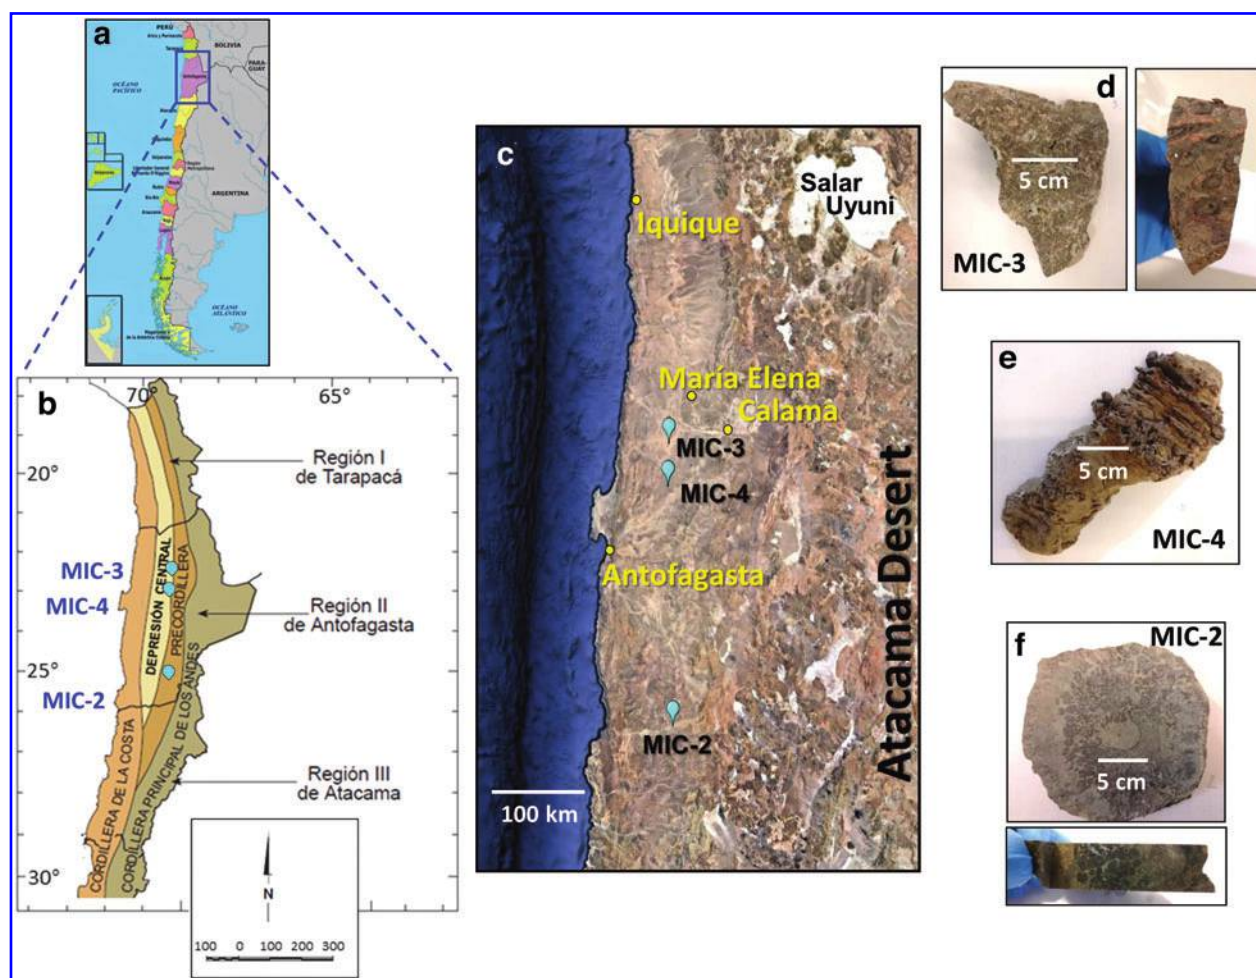 a
PERÚ
BOLIVIA
PARA-
GUAY
OCÉANO
PACÍFICO
ARGENTINA
OCÉANO
ATLÁNTICO
b
70°
65°
20°
25°
30°
Región I
de Tarapacá
MIC-3
MIC-4
MIC-2
DEPRESIÓN CENTRAL
PRECORDILLERA
CORDILLERA DE LA COSTA
CORDILLERA PRINCIPAL DE LOS ANDES
Región II
de Antofagasta
Región III
de Atacama
N
100 0 100 200 300
c
Salar
Uyuni
Iquique
María Elena
Calama
MIC-3
MIC-4
Antofagasta
MIC-2
Atacama Desert
100 km
d
5 cm
MIC-3
e
5 cm
MIC-4
f
MIC-2
5 cm